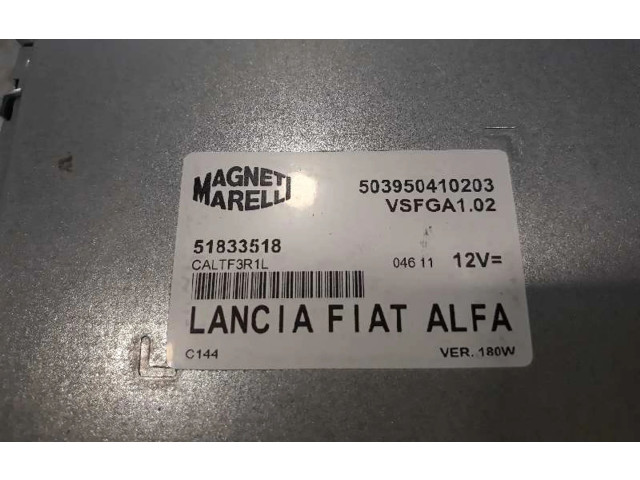 MAGNETI
MARELLI
503950410203
VSFGA1.02
51833518
CALTF3R1L
046 11 12V=
LANCIA FIAT ALFA
C144
VER. 180W